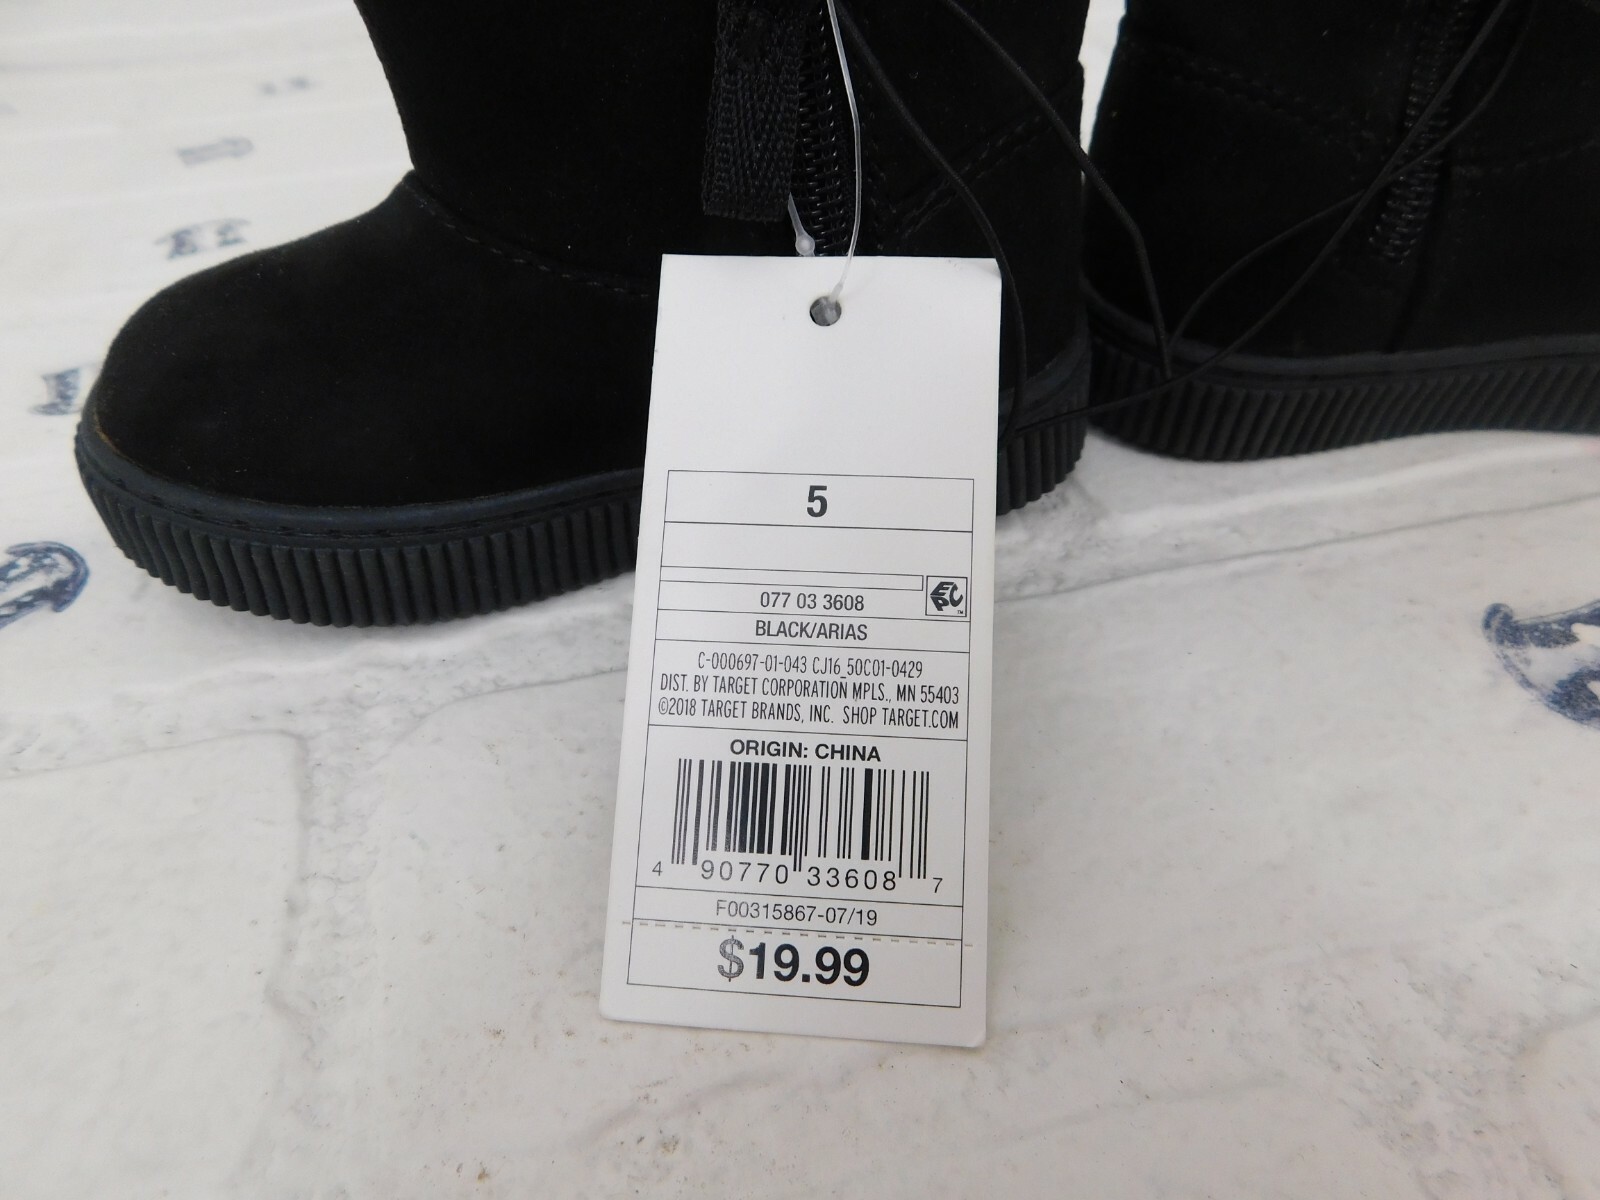 5
077 03 3608
EPC™
BLACK/ARIAS
C-000697-01-043 CJ16_50C01-0429
DIST. BY TARGET CORPORATION MPLS., MN 55403
©2018 TARGET BRANDS, INC. SHOP TARGET.COM
ORIGIN: CHINA
4 90770 33608 7
F00315867-07/19
$19.99